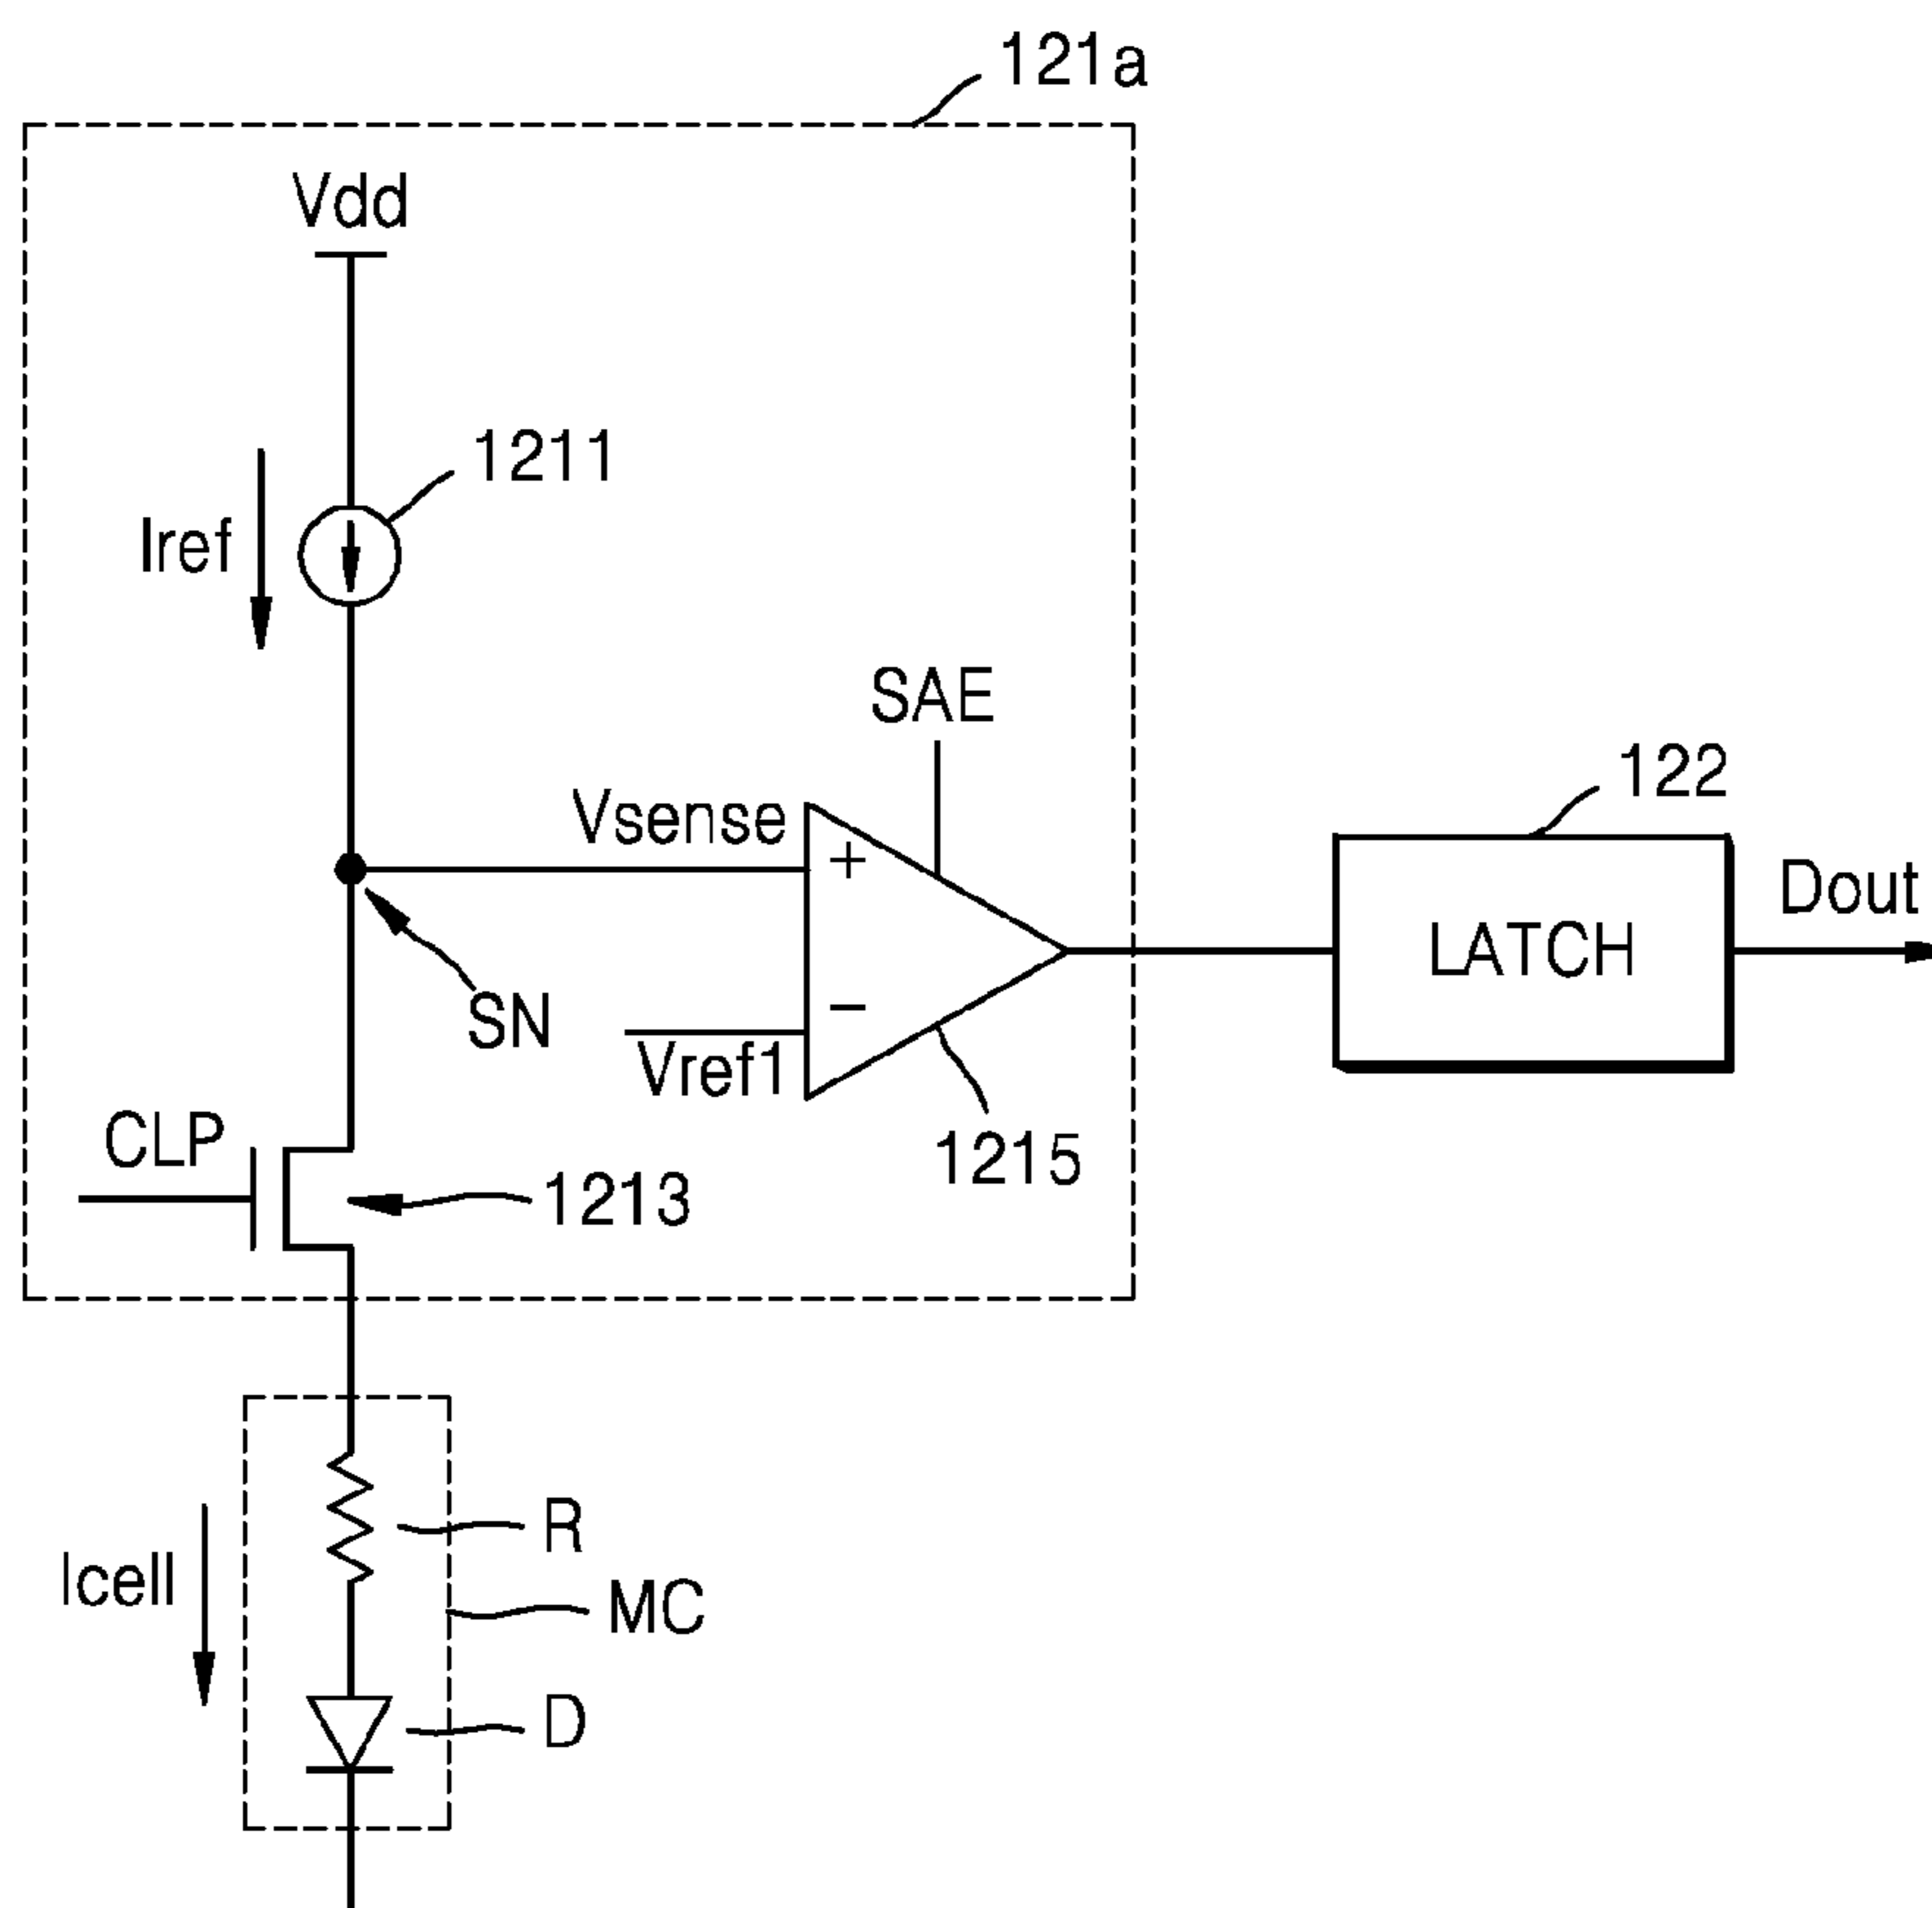 121a
Vdd
1211
Iref
SAE
Vsense
+
122
Dout
LATCH
−
SN
Vref1
CLP
1215
1213
R
Icell
MC
D